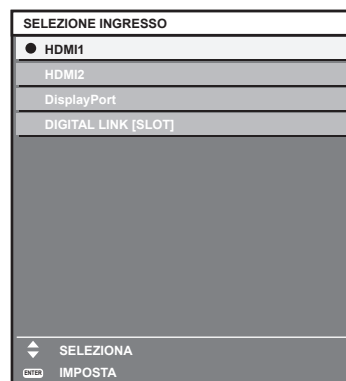 SELEZIONE INGRESSO
HDMI1
HDMI2
DisplayPort
DIGITAL LINK [SLOT]
SELEZIONA
ENTER IMPOSTA